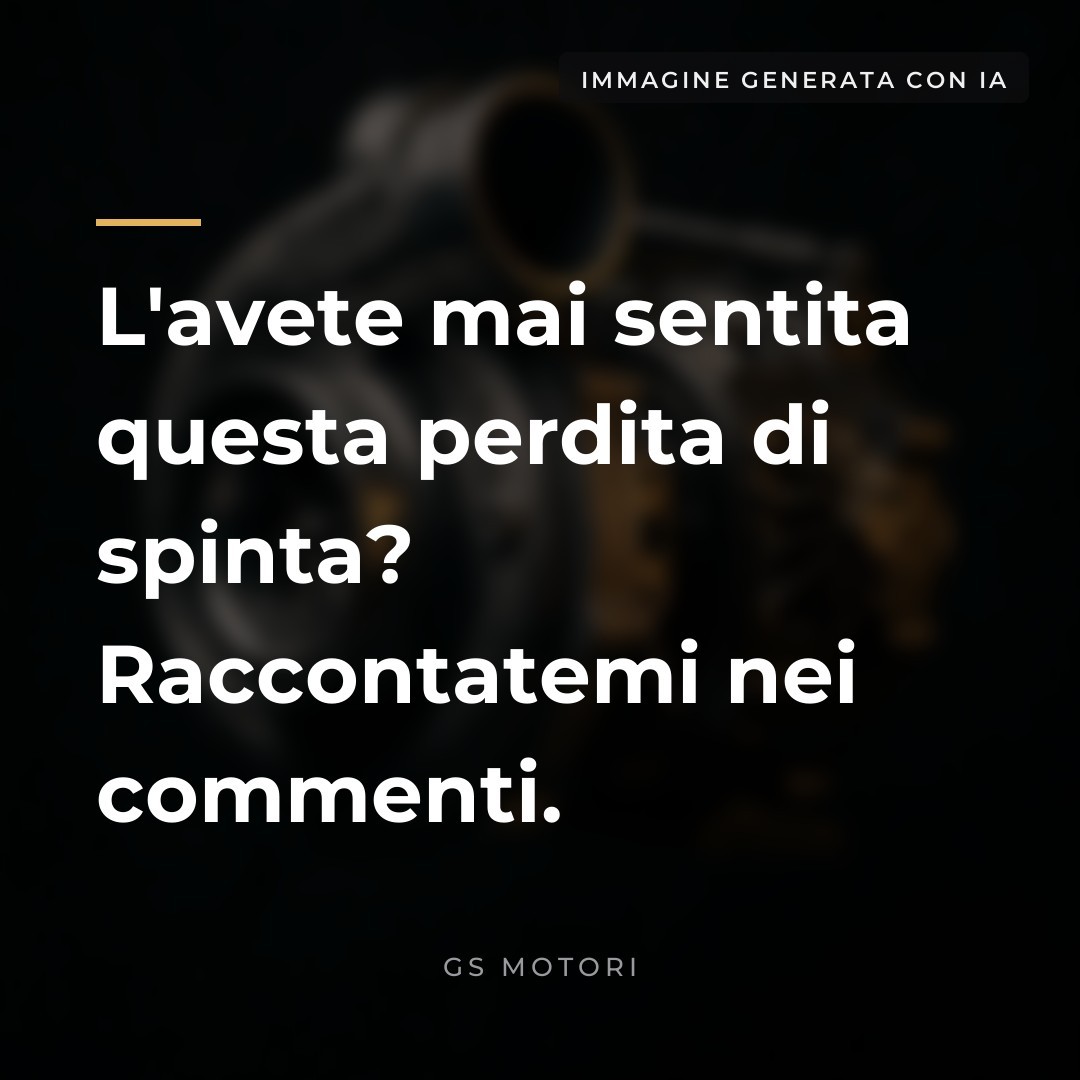 IMMAGINE GENERATA CON IA
L'avete mai sentita
questa perdita di
spinta?
Raccontatemi nei
commenti.
GS MOTORI